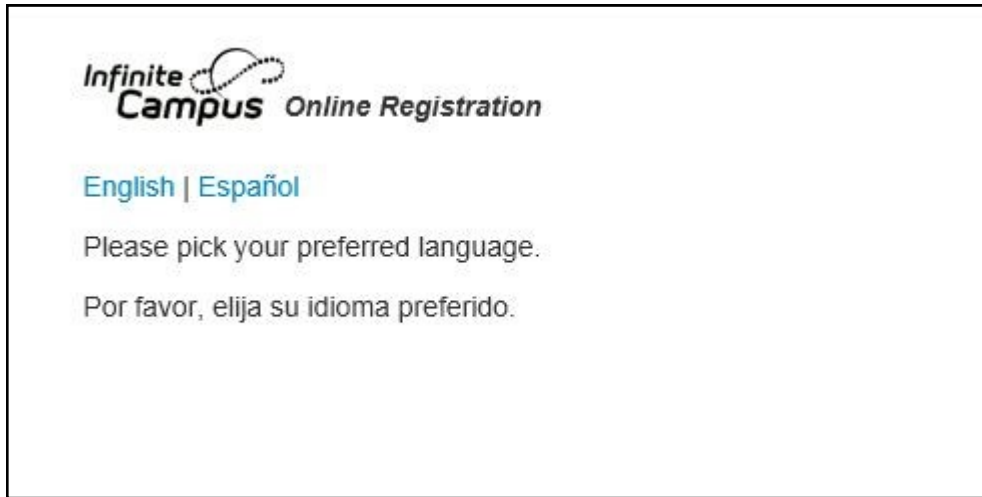 Infinite
Campus Online Registration
English | Español
Please pick your preferred language.
Por favor, elija su idioma preferido.